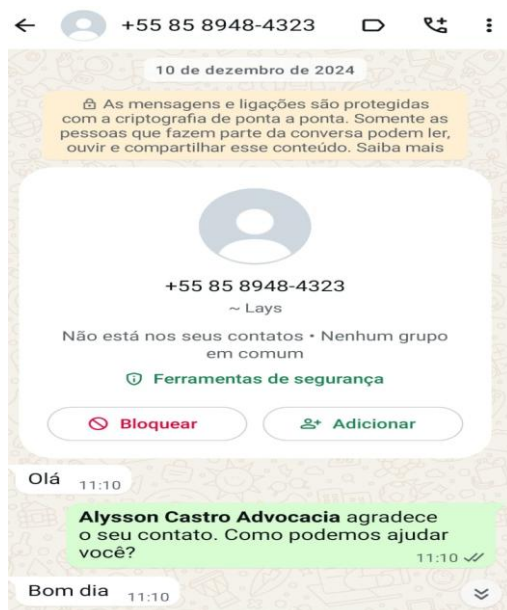 +55 85 8948-4323
10 de dezembro de 2024
As mensagens e ligações são protegidas
com a criptografia de ponta a ponta. Somente as
pessoas que fazem parte da conversa podem ler,
ouvir e compartilhar esse conteúdo. Saiba mais
+55 85 8948-4323
~ Lays
Não está nos seus contatos • Nenhum grupo
em comum
Ferramentas de segurança
Bloquear
Adicionar
Olá 11:10
Alysson Castro Advocacia agradece
o seu contato. Como podemos ajudar
você?
11:10
Bom dia 11:10